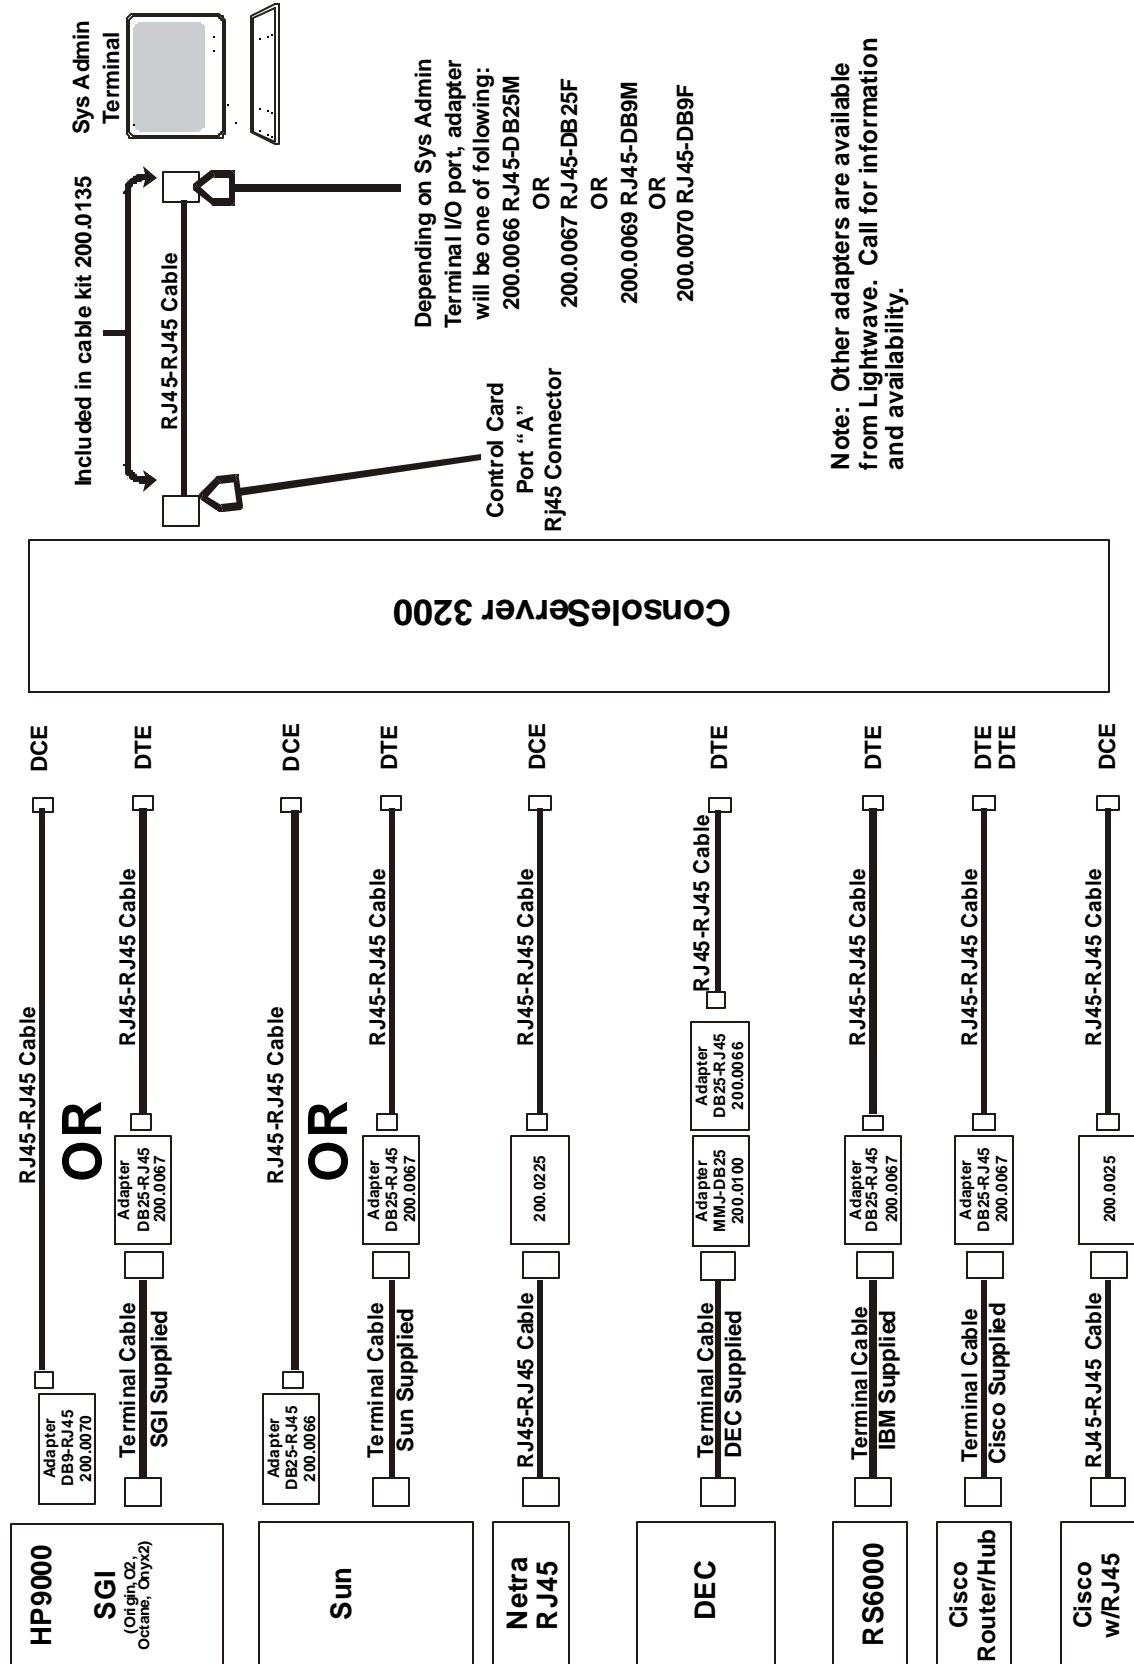 HP9000
SGI
(Origin, O2,
Octane, Onyx2)
Adapter
DB9-RJ45
200.0070
RJ45-RJ45 Cable
DCE
OR
Terminal Cable
SGI Supplied
Adapter
DB25-RJ45
200.0067
RJ45-RJ45 Cable
DTE
Sun
Adapter
DB25-RJ45
200.0066
RJ45-RJ45 Cable
DCE
OR
Terminal Cable
Sun Supplied
Adapter
DB25-RJ45
200.0067
RJ45-RJ45 Cable
DTE
Netra
RJ45
RJ45-RJ45 Cable
200.0225
RJ45-RJ45 Cable
DCE
DEC
Terminal Cable
DEC Supplied
Adapter
MMJ-DB25
200.0100
Adapter
DB25-RJ45
200.0066
RJ45-RJ45 Cable
DTE
RS6000
Terminal Cable
IBM Supplied
Adapter
DB25-RJ45
200.0067
RJ45-RJ45 Cable
DTE
Cisco
Router/Hub
Terminal Cable
Cisco Supplied
Adapter
DB25-RJ45
200.0067
RJ45-RJ45 Cable
DTE
DTE
Cisco
w/RJ45
RJ45-RJ45 Cable
200.0025
RJ45-RJ45 Cable
DCE
ConsoleServer 3200
Included in cable kit 200.0135
RJ45-RJ45 Cable
Sys Admin
Terminal
Control Card
Port “A”
Rj45 Connector
Depending on Sys Admin
Terminal I/O port, adapter
will be one of following:
200.0066 RJ45-DB25M
OR
200.0067 RJ45-DB25F
OR
200.0069 RJ45-DB9M
OR
200.0070 RJ45-DB9F
Note: Other adapters are available
from Lightwave. Call for information
and availability.